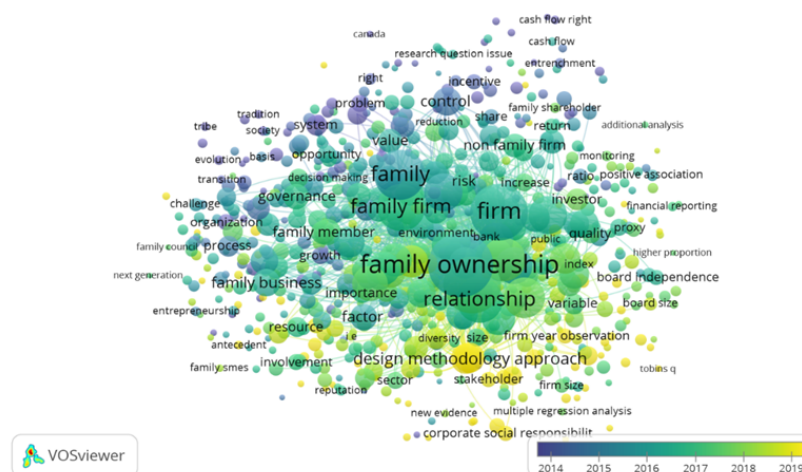 cash flow right
canada
cash flow
research question issue
entrenchment
right
incentive
problem
control
family shareholder
tradition
share
tribe
society
system
reduction
return
additional analysis
value
non family firm
evolution
basis
opportunity
monitoring
transition
decision making
family
risk
increase
ratio
positive association
governance
investor
challenge
family firm
firm
financial reporting
organization
family member
environment
bank
public
quality
proxy
family council
process
growth
higher proportion
family ownership
index
next generation
family business
importance
board independence
relationship
variable
board size
entrepreneurship
factor
resource
i e
diversity
size
firm year observation
antecedent
family smes
involvement
design methodology approach
tobins q
sector
stakeholder
firm size
reputation
new evidence
multiple regression analysis
corporate social responsibilit
VOSviewer
2014 2015 2016 2017 2018 2019